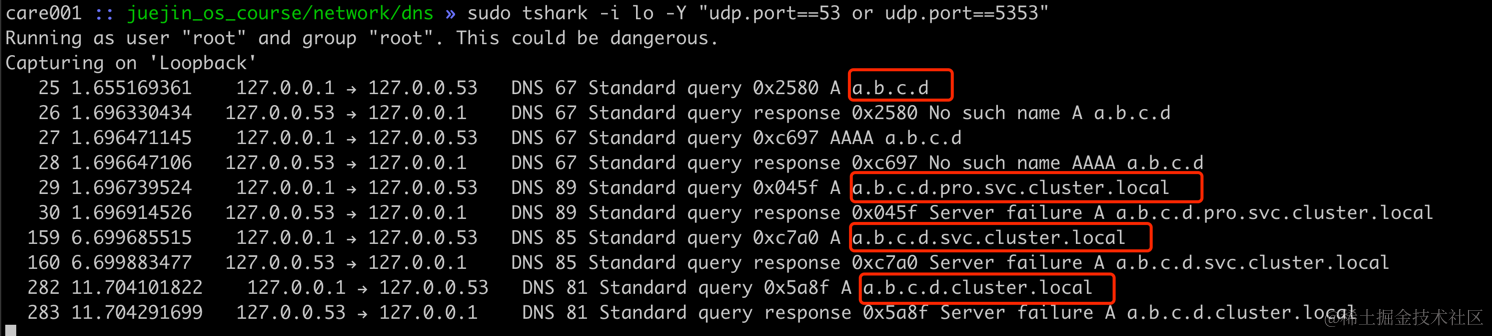 care001 :: juejin_os_course/network/dns » sudo tshark -i lo -Y "udp.port==53 or udp.port==5353"
Running as user "root" and group "root". This could be dangerous.
Capturing on 'Loopback'
25 1.655169361 127.0.0.1 → 127.0.0.53 DNS 67 Standard query 0x2580 A a.b.c.d
26 1.696330434 127.0.0.53 → 127.0.0.1 DNS 67 Standard query response 0x2580 No such name A a.b.c.d
27 1.696471145 127.0.0.1 → 127.0.0.53 DNS 67 Standard query 0xc697 AAAA a.b.c.d
28 1.696647106 127.0.0.53 → 127.0.0.1 DNS 67 Standard query response 0xc697 No such name AAAA a.b.c.d
29 1.696739524 127.0.0.1 → 127.0.0.53 DNS 89 Standard query 0x045f A a.b.c.d.pro.svc.cluster.local
30 1.696914526 127.0.0.53 → 127.0.0.1 DNS 89 Standard query response 0x045f Server failure A a.b.c.d.pro.svc.cluster.local
159 6.699685515 127.0.0.1 → 127.0.0.53 DNS 85 Standard query 0xc7a0 A a.b.c.d.svc.cluster.local
160 6.699883477 127.0.0.53 → 127.0.0.1 DNS 85 Standard query response 0xc7a0 Server failure A a.b.c.d.svc.cluster.local
282 11.704101822 127.0.0.1 → 127.0.0.53 DNS 81 Standard query 0x5a8f A a.b.c.d.cluster.local
283 11.704291699 127.0.0.53 → 127.0.0.1 DNS 81 Standard query response 0x5a8f Server failure A a.b.c.d.cluster.local
@稀土掘金技术社区